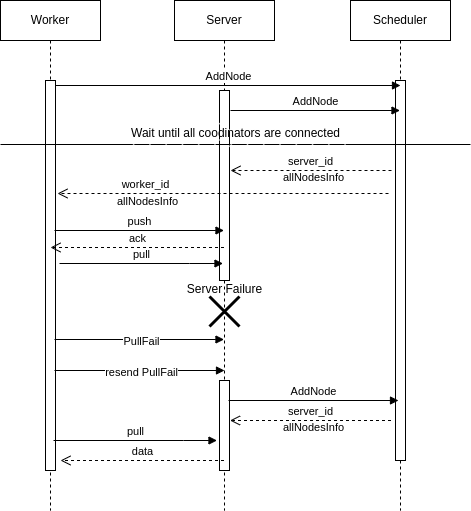 Worker
Server
Scheduler
AddNode
AddNode
Wait until all coodinators are connected
server_id
allNodesInfo
worker_id
allNodesInfo
push
ack
pull
Server Failure
PullFail
resend PullFail
AddNode
server_id
allNodesInfo
pull
data